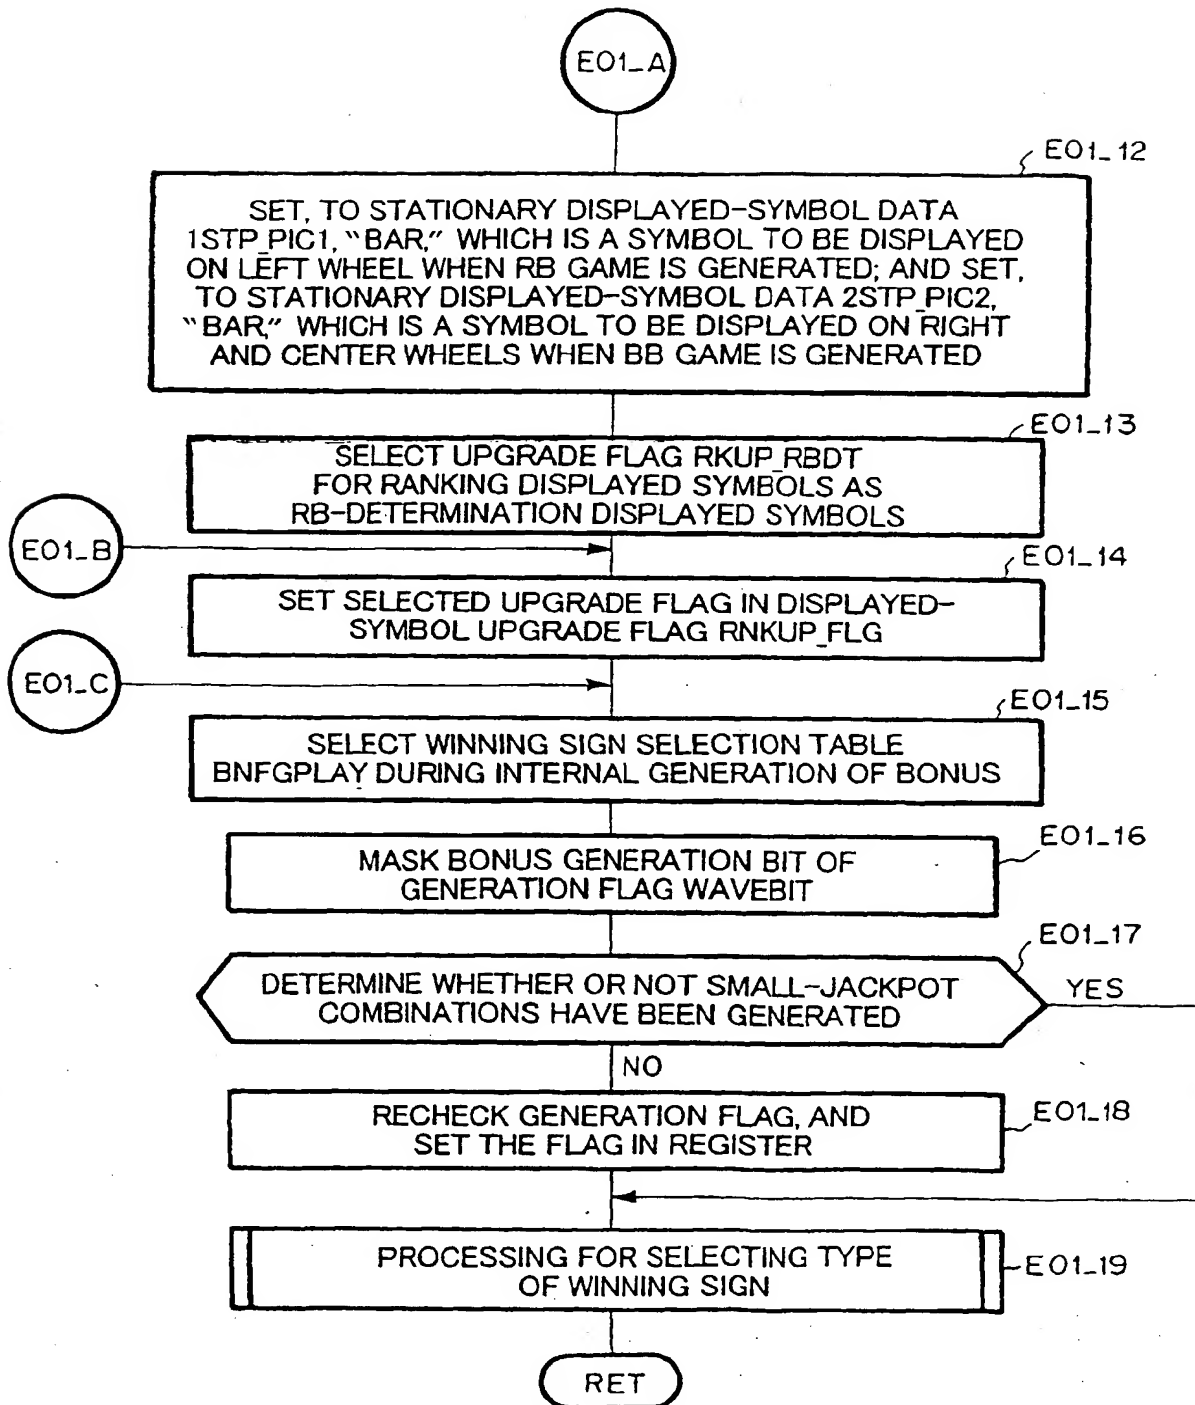 E01_A
E01_12
SET, TO STATIONARY DISPLAYED-SYMBOL DATA
1STP_PIC1, "BAR," WHICH IS A SYMBOL TO BE DISPLAYED
ON LEFT WHEEL WHEN RB GAME IS GENERATED; AND SET,
TO STATIONARY DISPLAYED-SYMBOL DATA 2STP_PIC2,
"BAR," WHICH IS A SYMBOL TO BE DISPLAYED ON RIGHT
AND CENTER WHEELS WHEN BB GAME IS GENERATED
E01_13
SELECT UPGRADE FLAG RKUP_RBDT
FOR RANKING DISPLAYED SYMBOLS AS
RB-DETERMINATION DISPLAYED SYMBOLS
E01_B
E01_14
SET SELECTED UPGRADE FLAG IN DISPLAYED-
SYMBOL UPGRADE FLAG RNKUP_FLG
E01_C
E01_15
SELECT WINNING SIGN SELECTION TABLE
BNFGPLAY DURING INTERNAL GENERATION OF BONUS
E01_16
MASK BONUS GENERATION BIT OF
GENERATION FLAG WAVEBIT
E01_17
DETERMINE WHETHER OR NOT SMALL-JACKPOT
COMBINATIONS HAVE BEEN GENERATED
YES
NO
E01_18
RECHECK GENERATION FLAG, AND
SET THE FLAG IN REGISTER
PROCESSING FOR SELECTING TYPE
OF WINNING SIGN
E01_19
RET